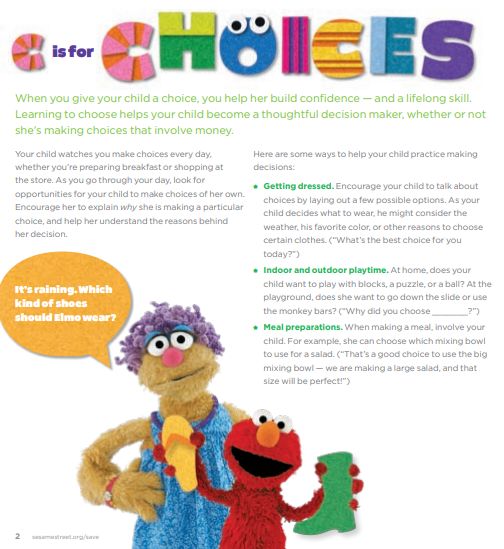 C is for CHOICES
When you give your child a choice, you help her build confidence — and a lifelong skill.
Learning to choose helps your child become a thoughtful decision maker, whether or not
she's making choices that involve money.
Your child watches you make choices every day,
whether you're preparing breakfast or shopping at
the store. As you go through your day, look for
opportunities for your child to make choices of her own.
Encourage her to explain why she is making a particular
choice, and help her understand the reasons behind
her decision.
It's raining. Which
kind of shoes
should Elmo wear?
Here are some ways to help your child practice making
decisions:
• Getting dressed. Encourage your child to talk about
choices by laying out a few possible options. As your
child decides what to wear, he might consider the
weather, his favorite color, or other reasons to choose
certain clothes. ("What's the best choice for you
today?")
• Indoor and outdoor playtime. At home, does your
child want to play with blocks, a puzzle, or a ball? At the
playground, does she want to go down the slide or use
the monkey bars? ("Why did you choose ______?")
• Meal preparations. When making a meal, involve your
child. For example, she can choose which mixing bowl
to use for a salad. ("That's a good choice to use the big
mixing bowl — we are making a large salad, and that
size will be perfect!")
2 sesamestreet.org/save